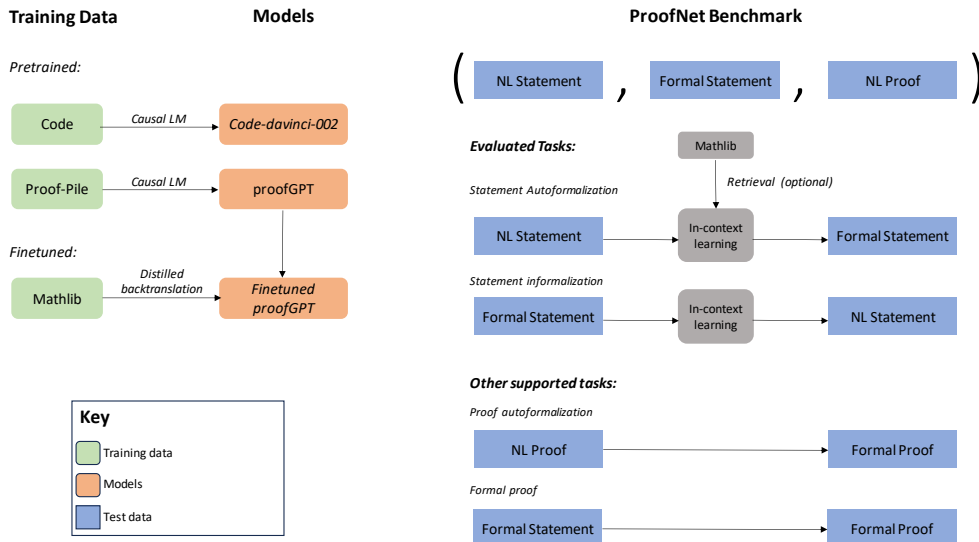 Training Data
Models
Pretrained:
Code
Causal LM
Code-davinci-002
Proof-Pile
Causal LM
proofGPT
Finetuned:
Mathlib
Distilled
backtranslation
Finetuned
proofGPT
Key
Training data
Models
Test data
ProofNet Benchmark
( NL Statement , Formal Statement , NL Proof )
Evaluated Tasks:
Mathlib
Retrieval (optional)
Statement Autoformalization
NL Statement
In-context
learning
Formal Statement
Statement informalization
Formal Statement
In-context
learning
NL Statement
Other supported tasks:
Proof autoformalization
NL Proof
Formal Proof
Formal proof
Formal Statement
Formal Proof